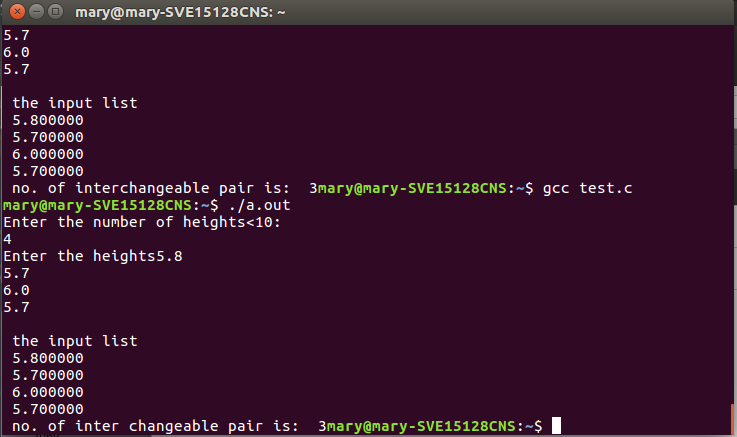 mary@mary-SVE15128CNS: ~
5.7
6.0
5.7
the input list
5.800000
5.700000
6.000000
5.700000
no. of interchangeable pair is:  3mary@mary-SVE15128CNS:~$ gcc test.c
mary@mary-SVE15128CNS:~$ ./a.out
Enter the number of heights<10:
4
Enter the heights5.8
5.7
6.0
5.7
the input list
5.800000
5.700000
6.000000
5.700000
no. of inter changeable pair is:  3mary@mary-SVE15128CNS:~$